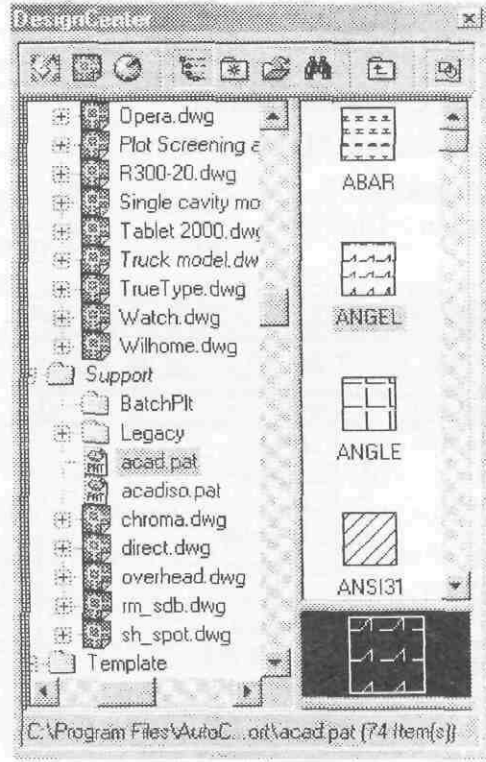 DesignCenter
Opera.dwg
Plot Screening a
R300-20.dwg
Single cavity mo
Tablet 2000.dwg
Truck model.dw
TrueType.dwg
Watch.dwg
Wilhome.dwg
Support
BatchPlt
Legacy
acad.pat
acadiso.pat
chroma.dwg
direct.dwg
overhead.dwg
rm_sdb.dwg
sh_spot.dwg
Template
ABAR
ANGEL
ANGLE
ANSI31
C:\Program Files\AutoC...ort\acad.pat (74 Item(s))